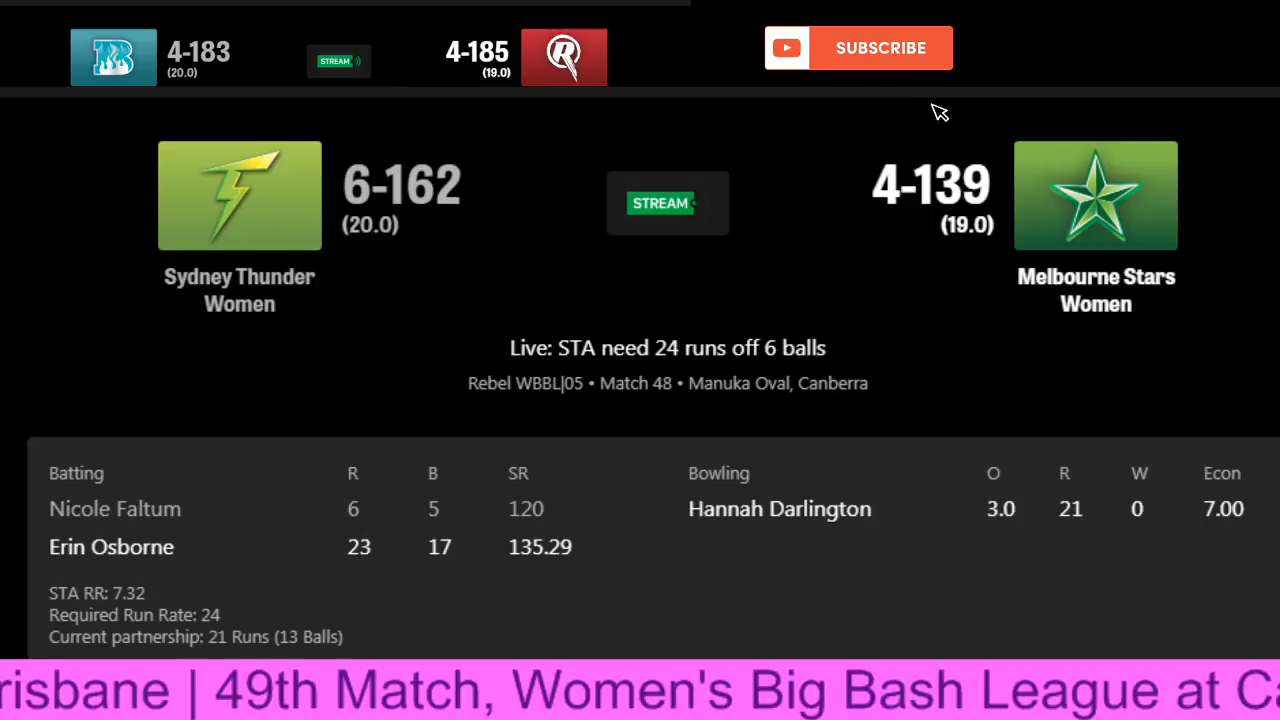 B 4-183 (20.0) STREAM 4-185 (19.0) R SUBSCRIBE
6-162 (20.0) STREAM 4-139 (19.0)
Sydney Thunder Women
Melbourne Stars Women
Live: STA need 24 runs off 6 balls
Rebel WBBL|05 • Match 48 • Manuka Oval, Canberra
Batting R B SR Bowling O R W Econ
Nicole Faltum 6 5 120 Hannah Darlington 3.0 21 0 7.00
Erin Osborne 23 17 135.29
STA RR: 7.32
Required Run Rate: 24
Current partnership: 21 Runs (13 Balls)
risbane | 49th Match, Women's Big Bash League at Ca